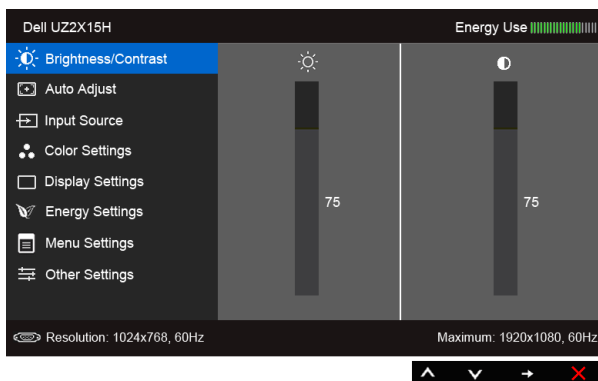 Dell UZ2X15H
Energy Use
Brightness/Contrast
Auto Adjust
Input Source
Color Settings
Display Settings
Energy Settings
Menu Settings
Other Settings
75
75
Resolution: 1024x768, 60Hz
Maximum: 1920x1080, 60Hz